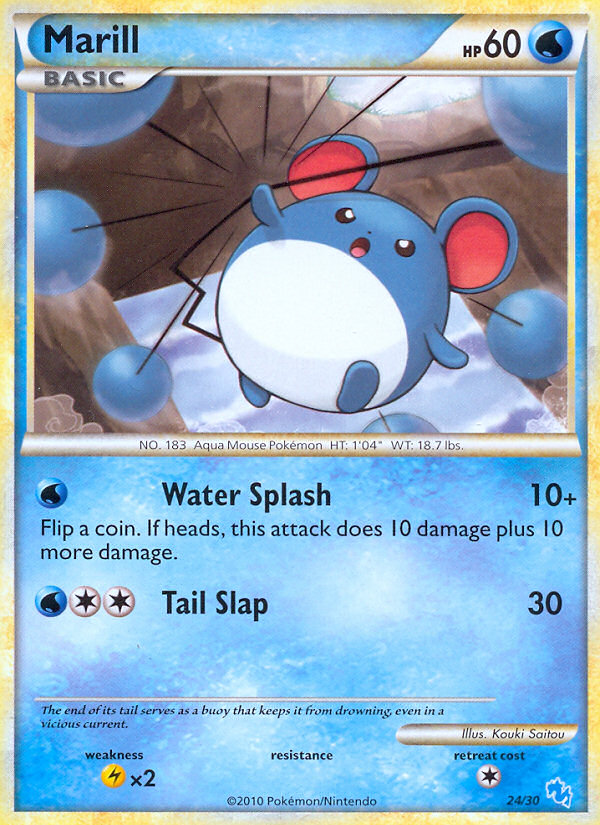 Marill
HP 60
BASIC
NO. 183 Aqua Mouse Pokémon HT: 1'04" WT: 18.7 lbs.
Water Splash 10+
Flip a coin. If heads, this attack does 10 damage plus 10
more damage.
Tail Slap 30
The end of its tail serves as a buoy that keeps it from drowning, even in a
vicious current.
Illus. Kouki Saitou
weakness resistance retreat cost
×2
©2010 Pokémon/Nintendo 24/30